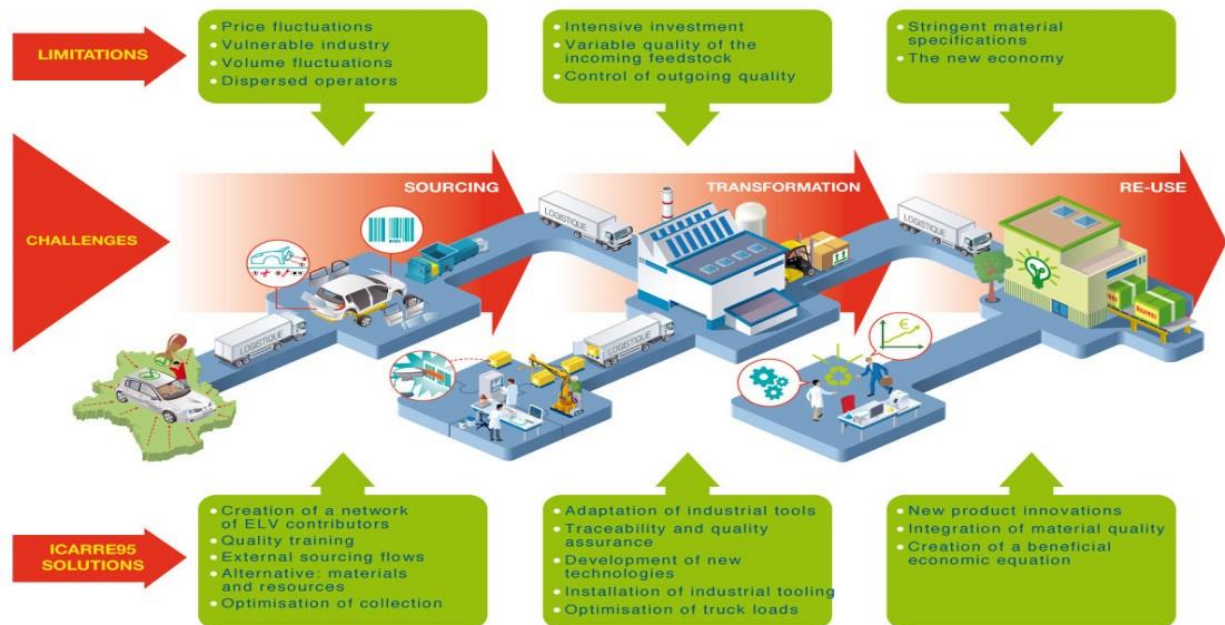 LIMITATIONS
• Price fluctuations
• Vulnerable industry
• Volume fluctuations
• Dispersed operators
• Intensive investment
• Variable quality of the
incoming feedstock
• Control of outgoing quality
• Stringent material
specifications
• The new economy
CHALLENGES
SOURCING
TRANSFORMATION
RE-USE
LOGISTIQUE
LOGISTIQUE
LOGISTIQUE
LOGISTIQUE
€
ICARRE95
SOLUTIONS
• Creation of a network
of ELV contributors
• Quality training
• External sourcing flows
• Alternative: materials
and resources
• Optimisation of collection
• Adaptation of industrial tools
• Traceability and quality
assurance
• Development of new
technologies
• Installation of industrial tooling
• Optimisation of truck loads
• New product innovations
• Integration of material quality
• Creation of a beneficial
economic equation